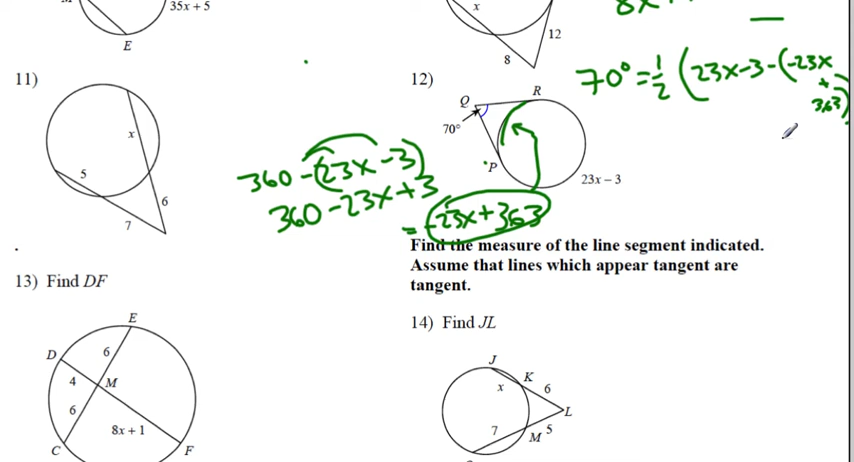 35x + 5
E
x
12
8
11)
x
5
6
7
12)
Q
R
70°
P
23x − 3
70° = 1/2 (23x − 3 − (−23x + 363)
360 − (23x − 3)
360 − 23x + 3
= −23x + 363
Find the measure of the line segment indicated.
Assume that lines which appear tangent are
tangent.
13) Find DF
E
D
6
4
M
6
8x + 1
C
F
14) Find JL
J
K
x
6
L
7
M
5